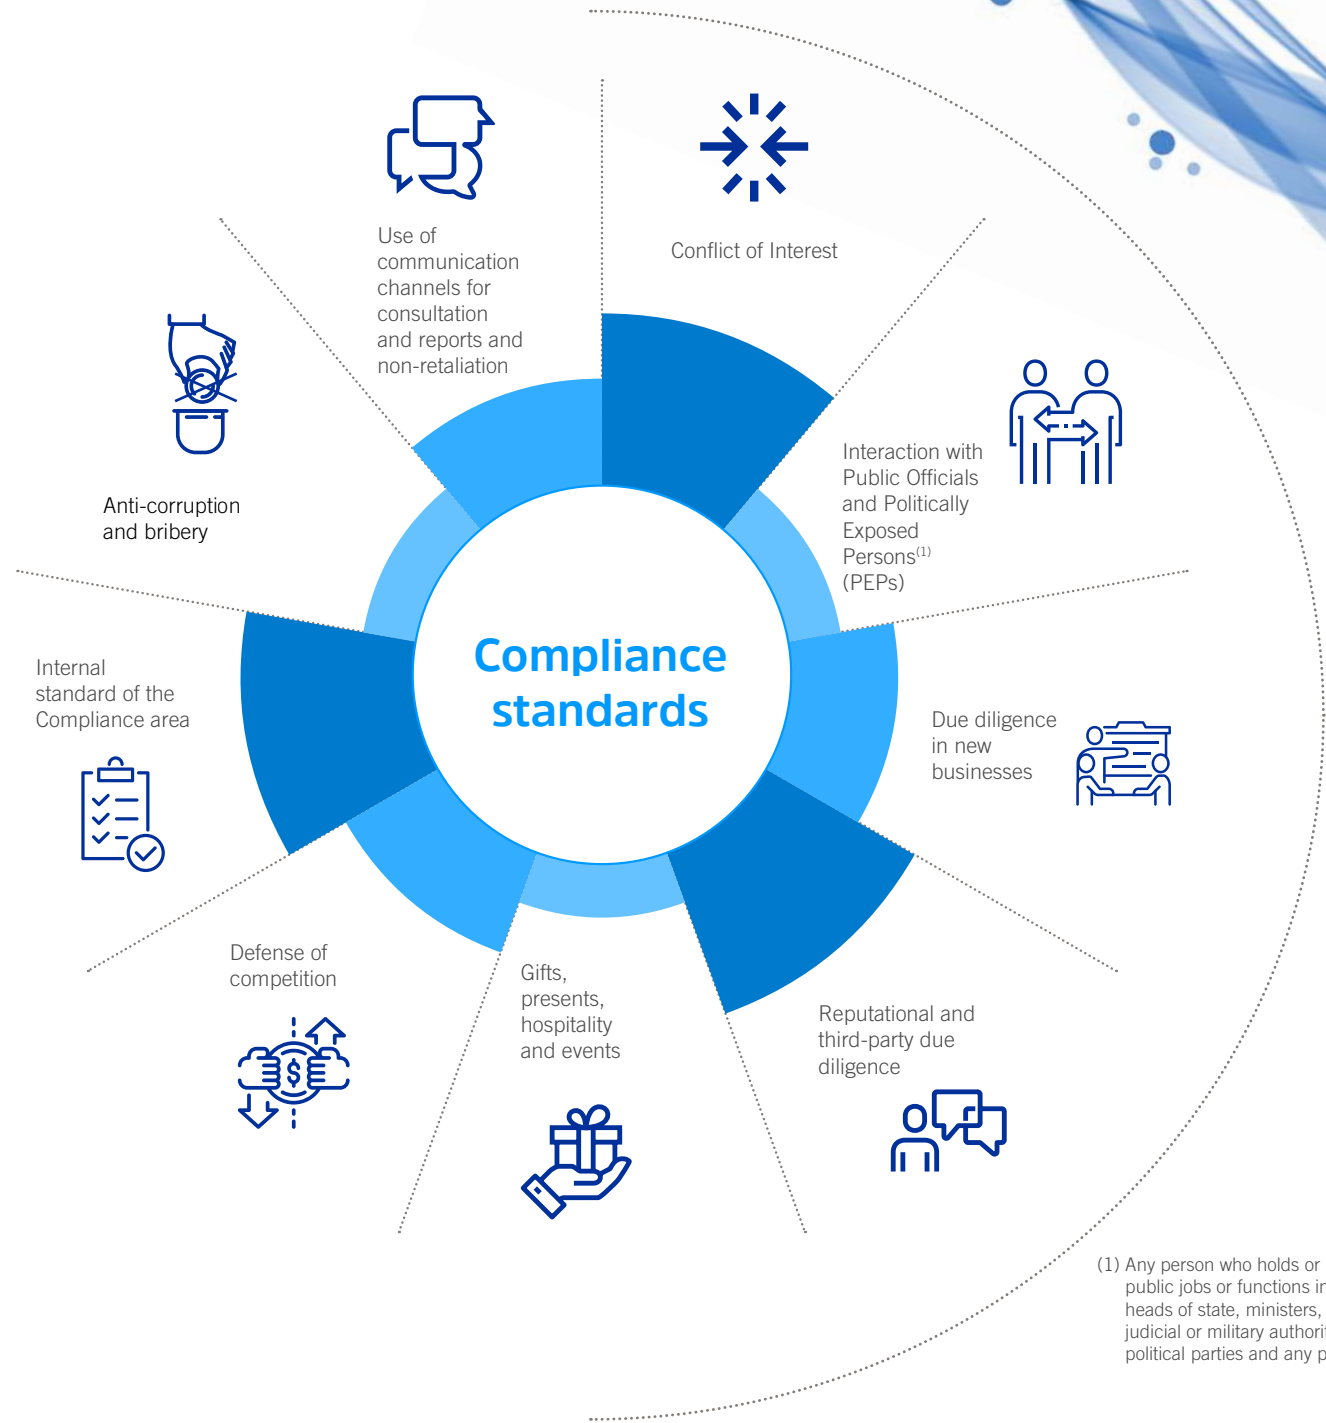 Use of
communication
channels for
consultation
and reports and
non-retaliation
Conflict of Interest
Interaction with
Public Officials
and Politically
Exposed
Persons(1)
(PEPs)
Anti-corruption
and bribery
Compliance
standards
Internal
standard of the
Compliance area
Due diligence
in new
businesses
Defense of
competition
$
Gifts,
presents,
hospitality
and events
Reputational and
third-party due
diligence
(1) Any person who holds or
public jobs or functions in
heads of state, ministers,
judicial or military
political parties and any